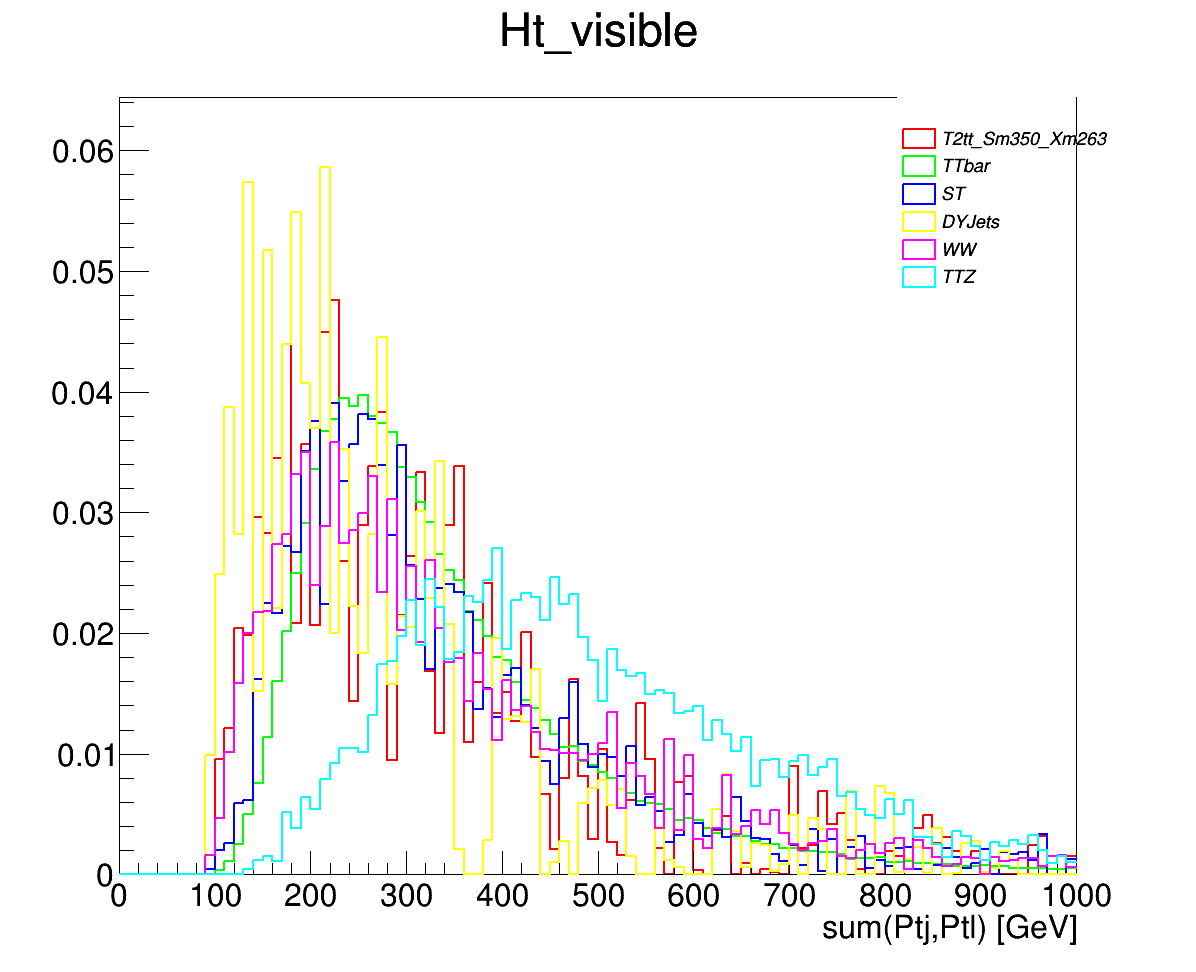 Ht_visible
T2tt_Sm350_Xm263
TTbar
ST
DYJets
WW
TTZ
0.06
0.05
0.04
0.03
0.02
0.01
0
0 100 200 300 400 500 600 700 800 900 1000
sum(Ptj,Ptl) [GeV]